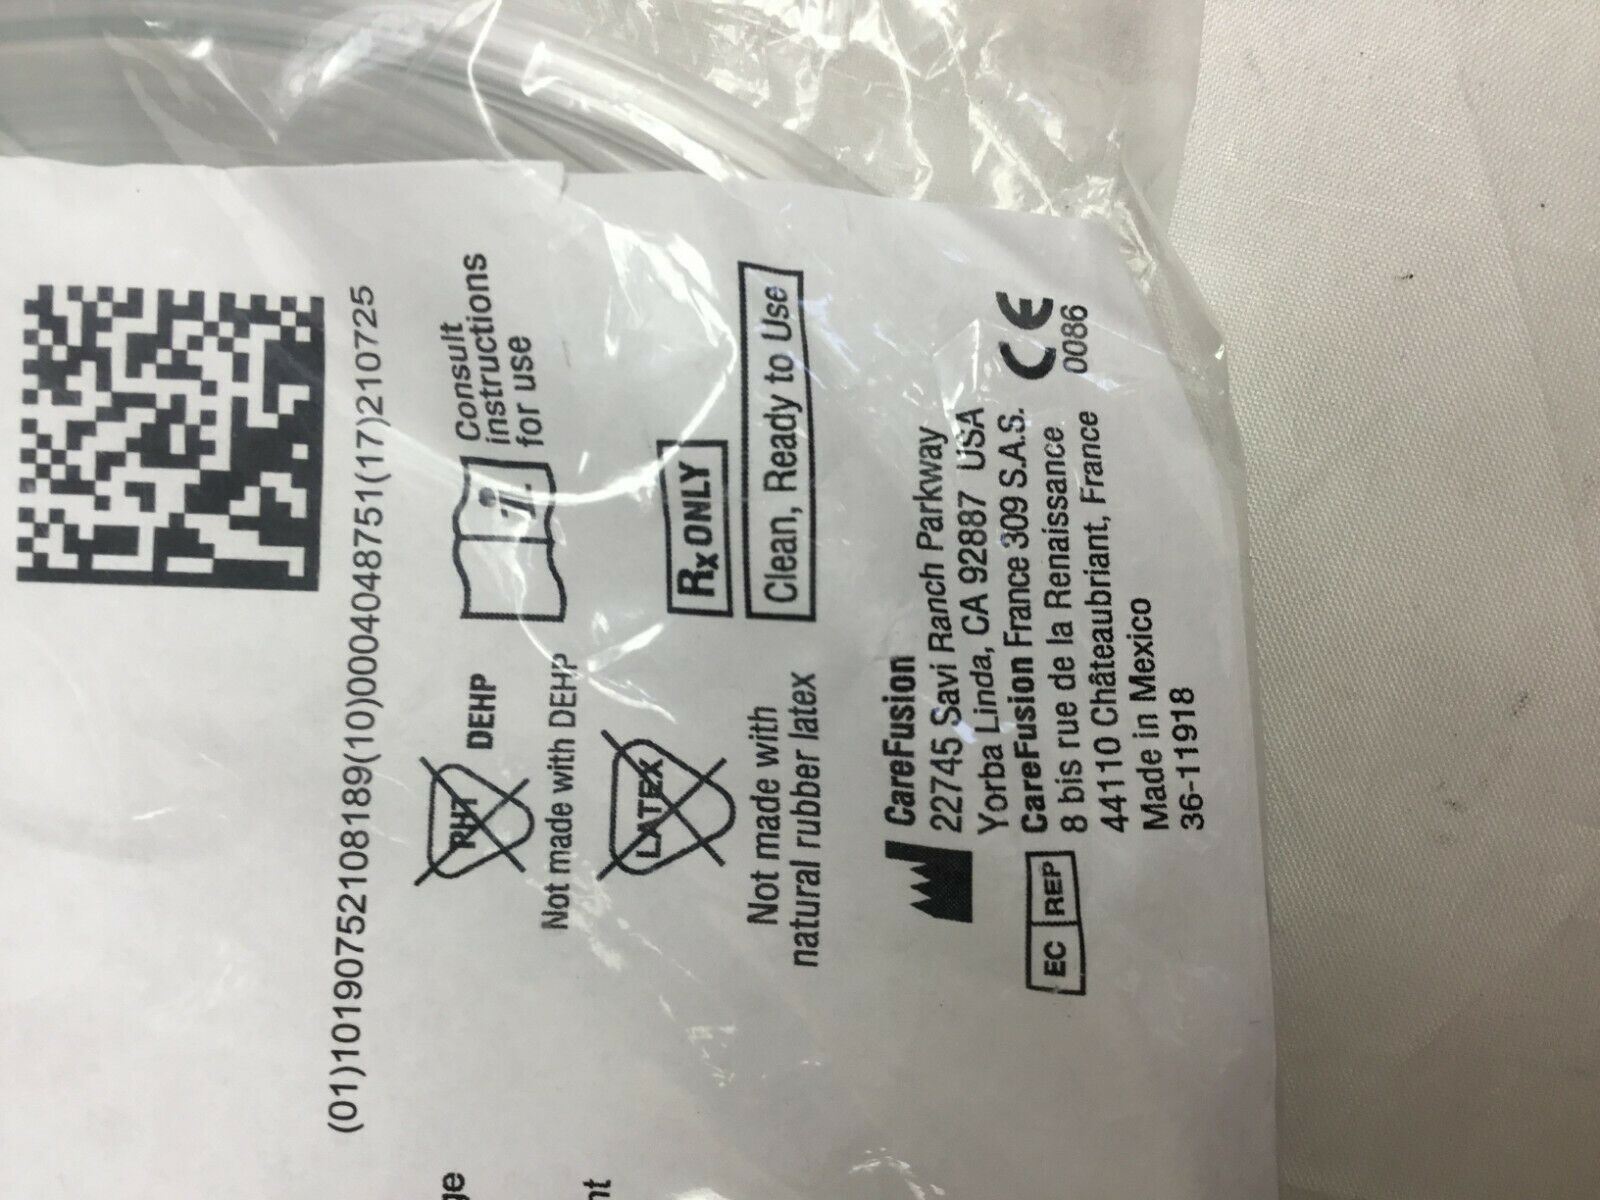 (01)10190752108189(10)0004048751(17)210725
PHT
DEHP
Not made with DEHP
Consult
instructions
for use
LATEX
Not made with
natural rubber latex
Rx ONLY
Clean, Ready to Use
CareFusion
22745 Savi Ranch Parkway
Yorba Linda, CA 92887 USA
EC REP
CareFusion France 309 S.A.S.
8 bis rue de la Renaissance
44110 Châteaubriant, France
CE
0086
Made in Mexico
36-11918
ge
nt